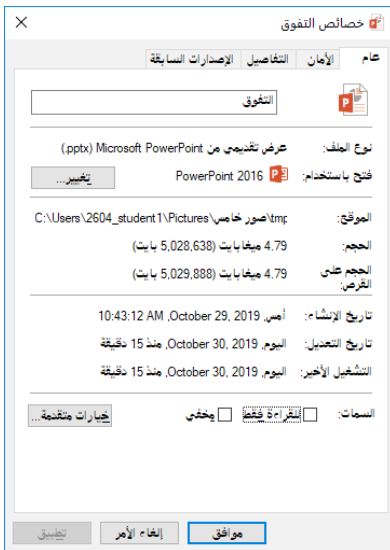 خصائص التفوق
عام الأمان التفاصيل الإصدارات السابقة
التفوق
نوع الملف: عرض تقديمي من Microsoft PowerPoint (.pptx)
فتح باستخدام: PowerPoint 2016 تغيير...
الموقع: C:\Users\2604_student1\Pictures\صور خامس\tmp
الحجم: 4.79 ميغابايت (5,028,638 بايت)
الحجم على القرص: 4.79 ميغابايت (5,029,888 بايت)
تاريخ الإنشاء: أمس, October 29, 2019, 10:43:12 AM
تاريخ التعديل: اليوم, October 30, 2019, منذ 15 دقيقة
التشغيل الأخير: اليوم, October 30, 2019, منذ 15 دقيقة
السمات: للقراءة فقط مخفي خيارات متقدمة...
موافق إلغاء الأمر تطبيق